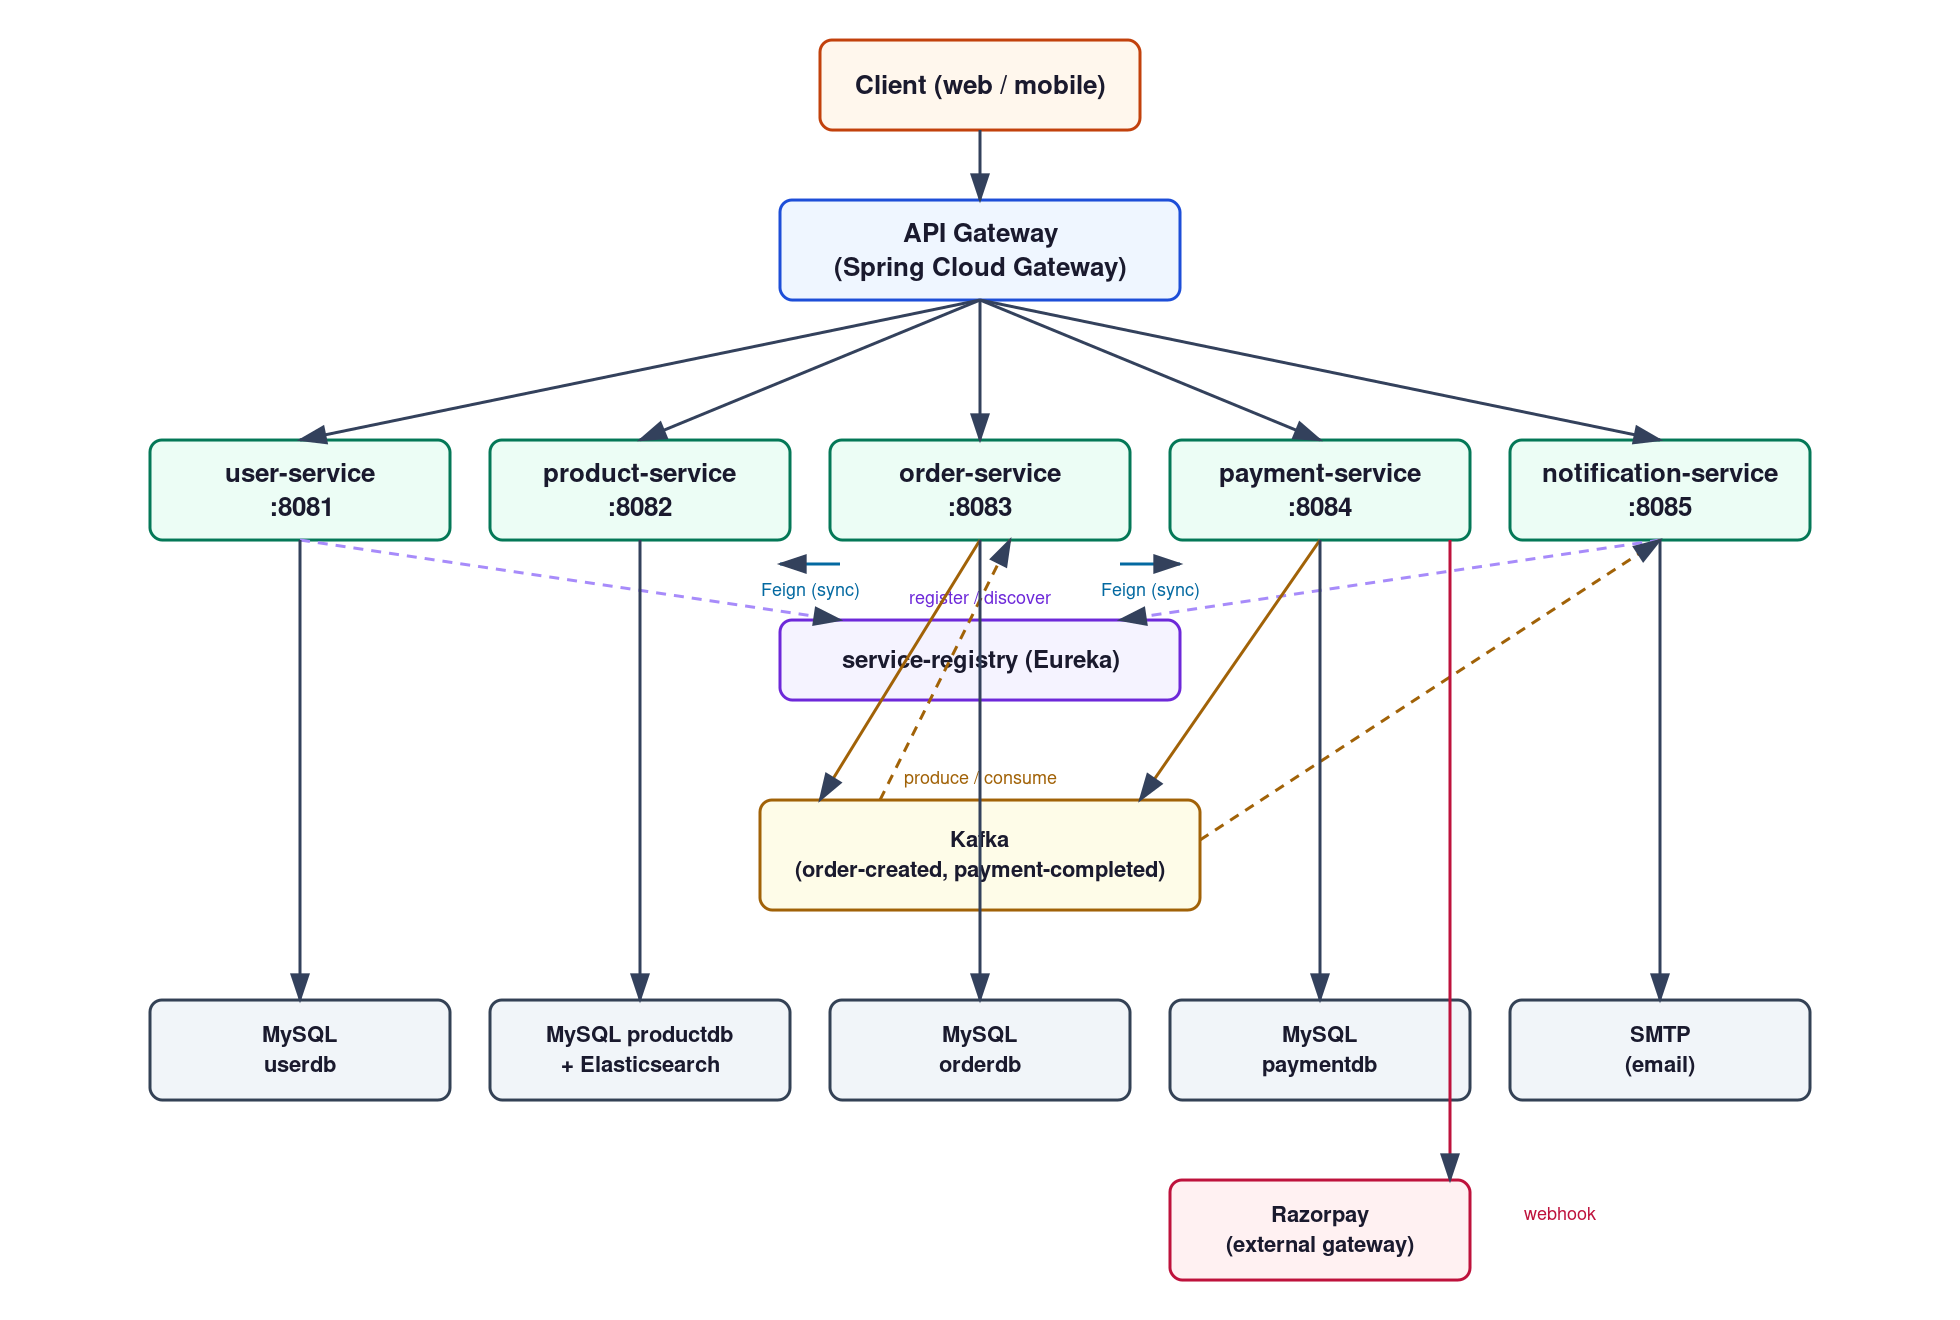 Client (web / mobile)
API Gateway
(Spring Cloud Gateway)
user-service
:8081
product-service
:8082
order-service
:8083
payment-service
:8084
notification-service
:8085
Feign (sync)
register / discover
Feign (sync)
service-registry (Eureka)
produce / consume
Kafka
(order-created, payment-completed)
MySQL
userdb
MySQL productdb
+ Elasticsearch
MySQL
orderdb
MySQL
paymentdb
SMTP
(email)
Razorpay
(external gateway)
webhook